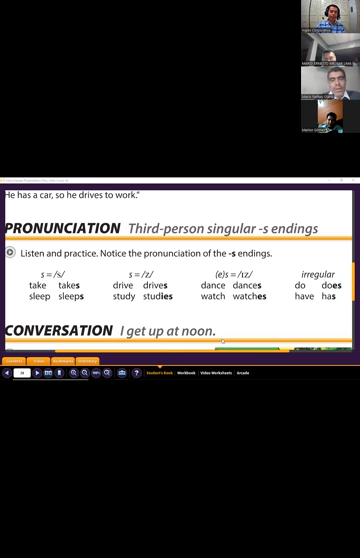 He has a car, so he drives to work."
PRONUNCIATION Third-person singular -s endings
Listen and practice. Notice the pronunciation of the -s endings.
s = /s/ s = /z/ (e)s = /ɪz/ irregular
take takes drive drives dance dances do does
sleep sleeps study studies watch watches have has
CONVERSATION I get up at noon.
Student's Book Workbook Video Worksheets Arcade